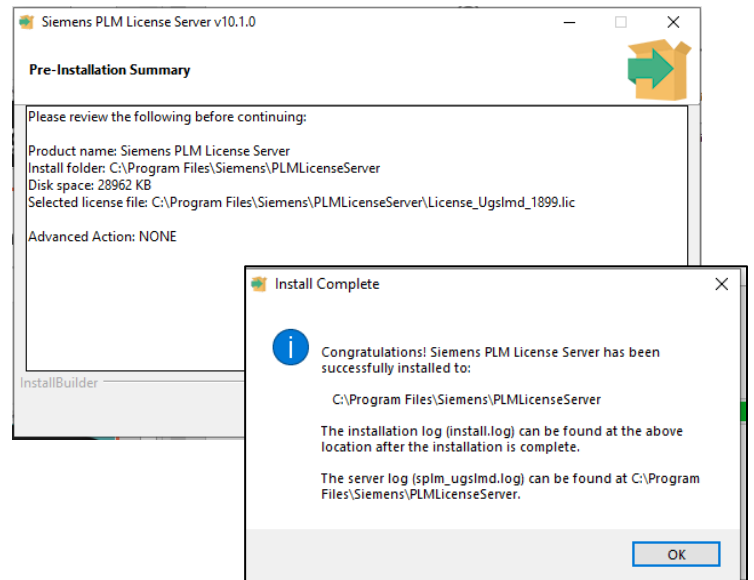 Siemens PLM License Server v10.1.0
Pre-Installation Summary
Please review the following before continuing:
Product name: Siemens PLM License Server
Install folder: C:\Program Files\Siemens\PLMLicenseServer
Disk space: 28962 KB
Selected license file: C:\Program Files\Siemens\PLMLicenseServer\License_Ugslmd_1899.lic
Advanced Action: NONE
InstallBuilder
Install Complete
Congratulations! Siemens PLM License Server has been
successfully installed to:
C:\Program Files\Siemens\PLMLicenseServer
The installation log (install.log) can be found at the above
location after the installation is complete.
The server log (splm_ugslmd.log) can be found at C:\Program
Files\Siemens\PLMLicenseServer.
OK